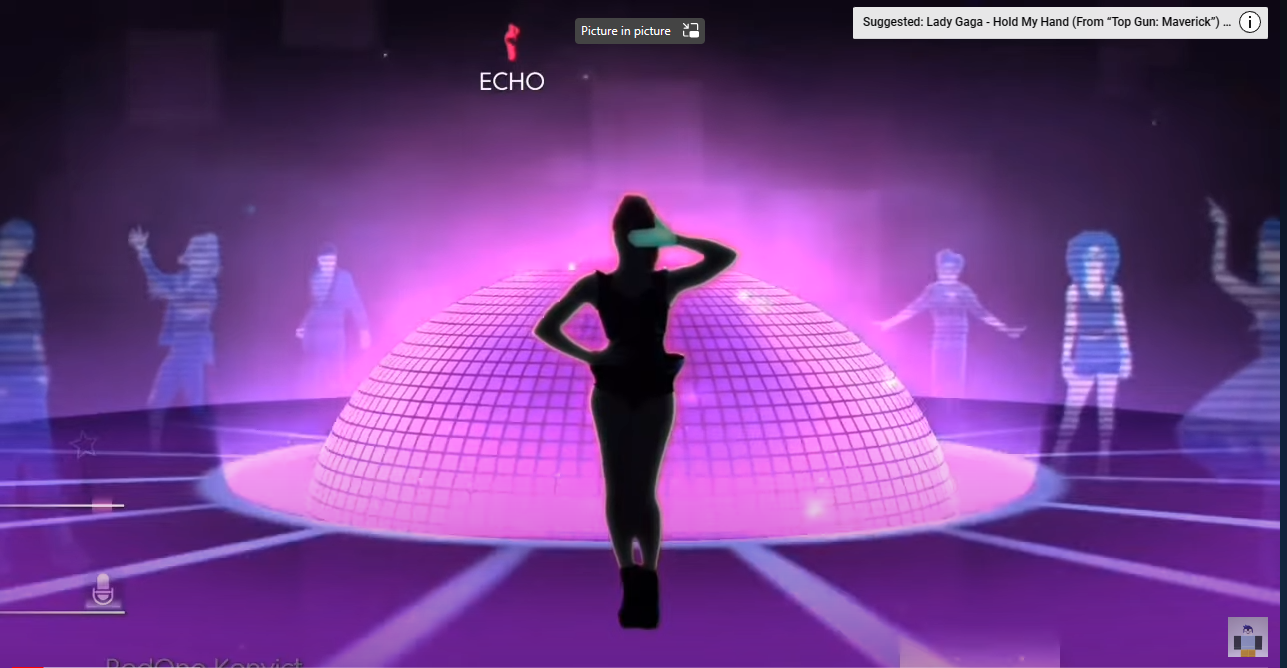 Picture in picture
Suggested: Lady Gaga - Hold My Hand (From “Top Gun: Maverick”) ...
ECHO
RedOne Konvict